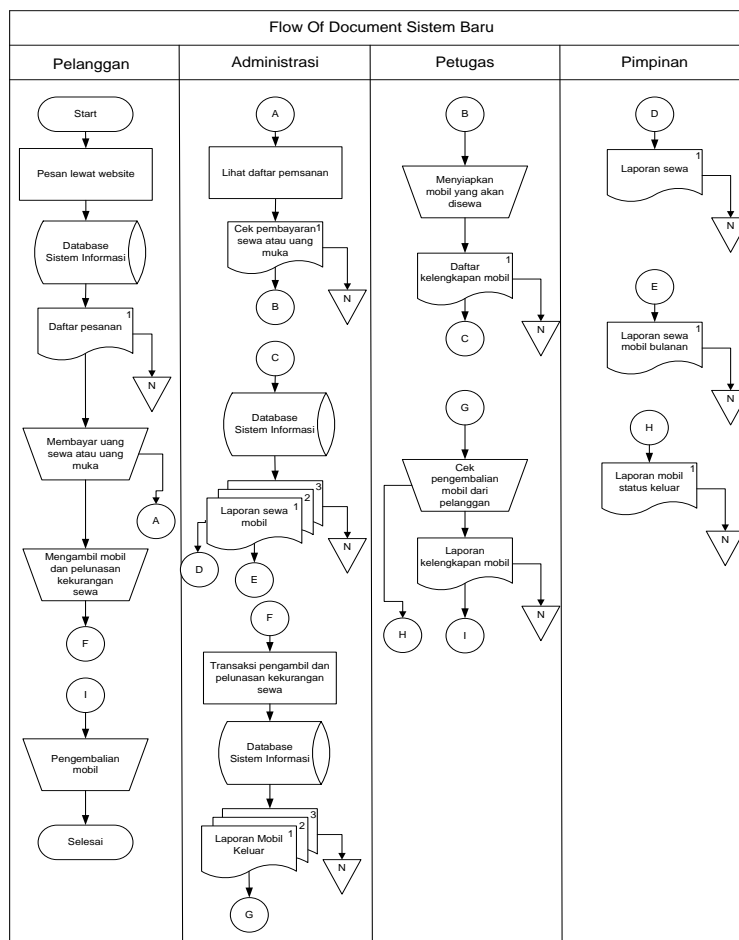 Flow Of Document Sistem Baru
Pelanggan
Administrasi
Petugas
Pimpinan
Start
Pesan lewat website
Database
Sistem Informasi
1
Daftar pesanan
N
Membayar uang
sewa atau uang
muka
A
Mengambil mobil
dan pelunasan
kekurangan
sewa
F
I
Pengembalian
mobil
Selesai
A
Lihat daftar pemsanan
Cek pembayaran
1
sewa atau uang
muka
N
B
C
Database
Sistem Informasi
3
2
1
Laporan sewa
mobil
N
D
E
F
Transaksi pengambil dan
pelunasan kekurangan
sewa
Database
Sistem Informasi
3
2
1
Laporan Mobil
Keluar
N
G
B
Menyiapkan
mobil yang akan
disewa
1
Daftar
kelengkapan mobil
N
C
G
Cek
pengembalian
mobil dari
pelanggan
1
Laporan
kelengkapan mobil
N
H
I
D
1
Laporan sewa
N
E
1
Laporan sewa
mobil bulanan
N
H
1
Laporan mobil
status keluar
N